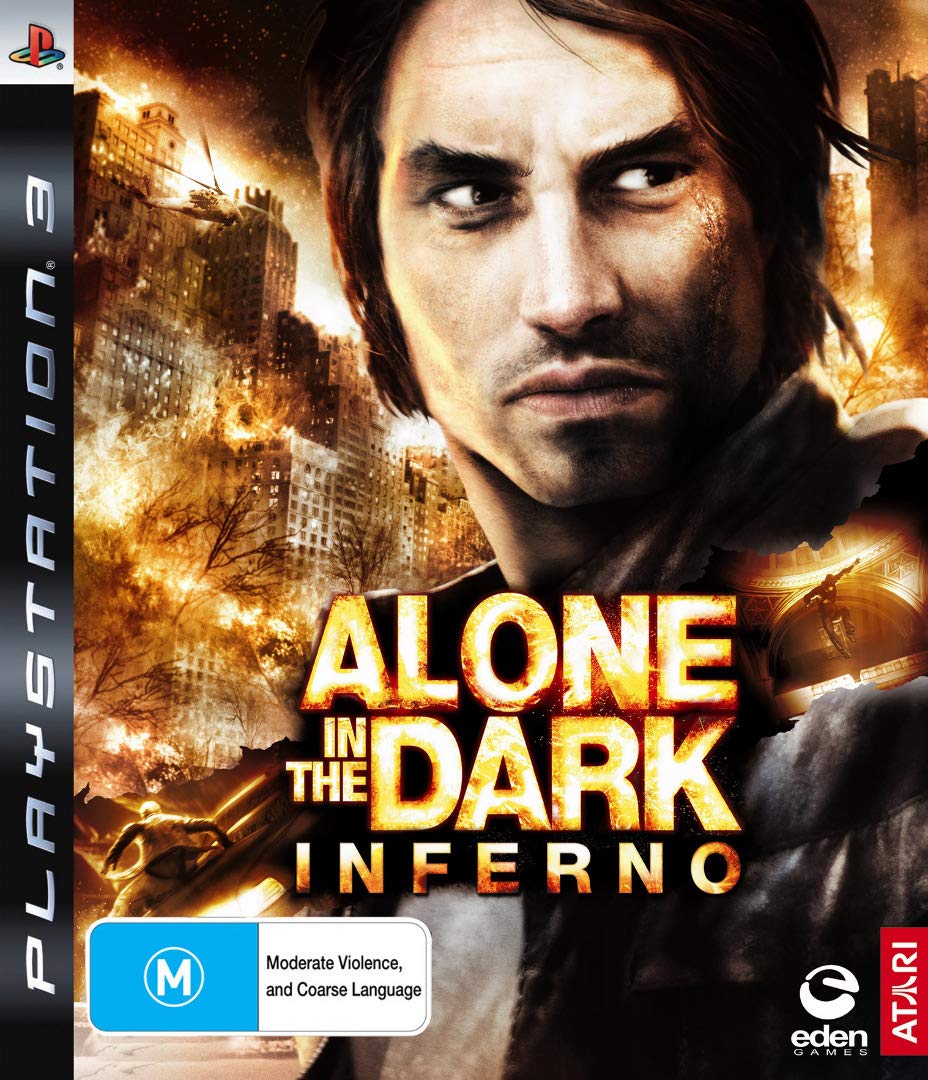 PLAYSTATION®3
ALONE
IN
THE DARK
INFERNO
M
Moderate Violence,
and Coarse Language
eden
GAMES
ATARI